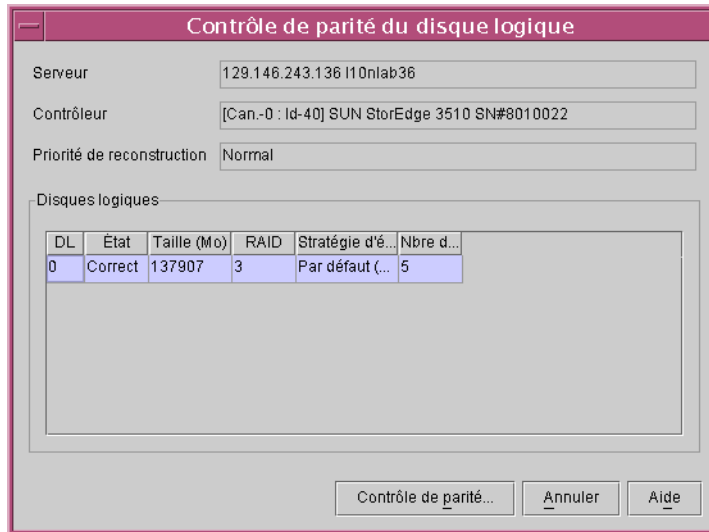 Contrôle de parité du disque logique
Serveur 129.146.243.136 l10nlab36
Contrôleur [Can.-0 : Id-40] SUN StorEdge 3510 SN#8010022
Priorité de reconstruction Normal
Disques logiques
DL État Taille (Mo) RAID Stratégie d'é... Nbre d...
0 Correct 137907 3 Par défaut (... 5
Contrôle de parité... Annuler Aide